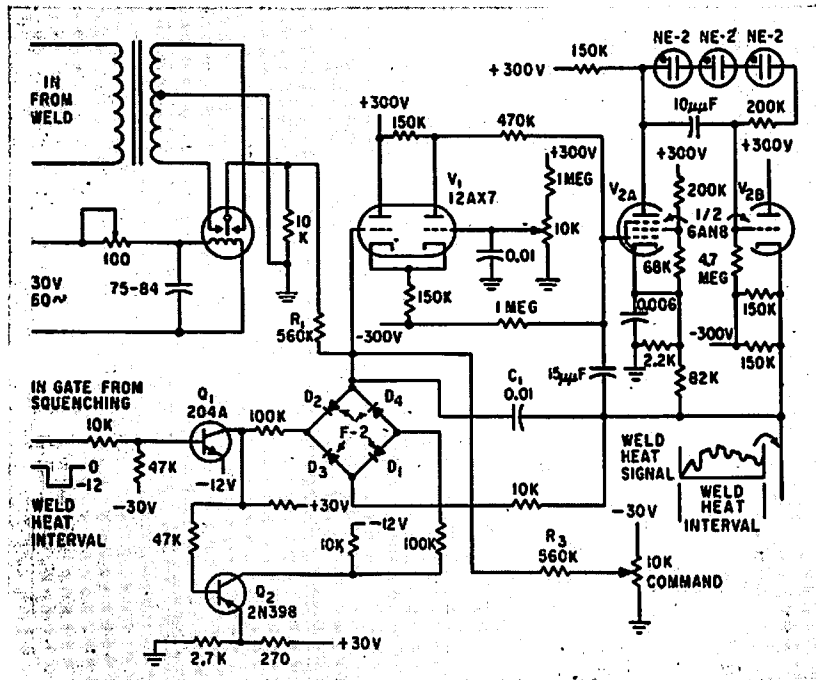 NE-2 NE-2 NE-2
150K
+300V
10µµF
200K
IN
FROM
WELD
+300V
150K
470K
+300V
1MEG
V1
12AX7
10K
0.01
V2A
+300V
200K
+300V
V2B
1/2
6AN8
10
K
100
30V
60~
75-84
68K
4.7
MEG
150K
1 MEG
0.006
150K
R1
560K
-300V
-300V
2.2K
150K
15µµF
82K
C1
0.01
IN GATE FROM
SQUENCHING
Q1
204A
10K
100K
D2
D4
F-2
D3
D1
47K
-12V
0
-12
-30V
WELD
HEAT
INTERVAL
+30V
WELD
HEAT
SIGNAL
WELD
HEAT
INTERVAL
10K
47K
-12V
10K
100K
-30V
R3
560K
10K
COMMAND
Q2
2N398
2.7K
270
+30V